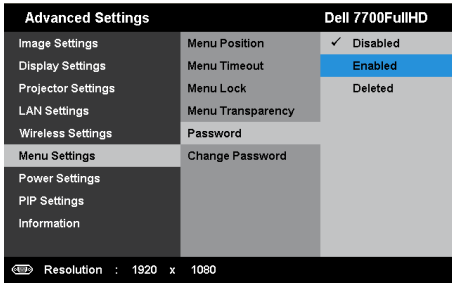 Advanced Settings Dell 7700FullHD
Image Settings Menu Position ✓ Disabled
Display Settings Menu Timeout Enabled
Projector Settings Menu Lock Deleted
LAN Settings Menu Transparency
Wireless Settings Password
Menu Settings Change Password
Power Settings
PIP Settings
Information
Resolution : 1920 x 1080